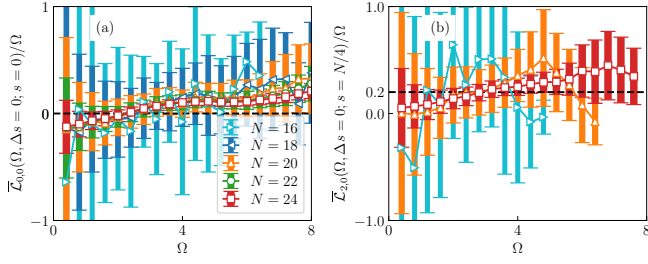 (a)
$\overline{\mathcal{L}}_{0,0}(\Omega, \Delta s = 0; s = 0)/\Omega$
1
0
−1
0
4
8
Ω
N = 16
N = 18
N = 20
N = 22
N = 24
(b)
$\overline{\mathcal{L}}_{2,0}(\Omega, \Delta s = 0; s = N/4)/\Omega$
1.0
0.2
0.0
−1.0
0
4
8
Ω